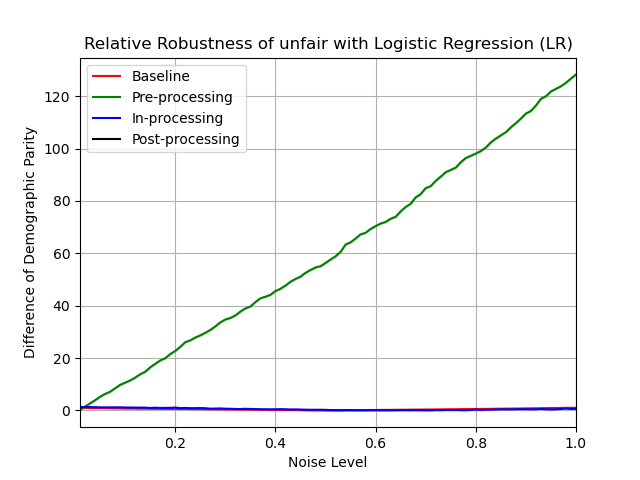 Relative Robustness of unfair with Logistic Regression (LR)
Baseline
Pre-processing
In-processing
Post-processing
Difference of Demographic Parity
120
100
80
60
40
20
0
0.2 0.4 0.6 0.8 1.0
Noise Level